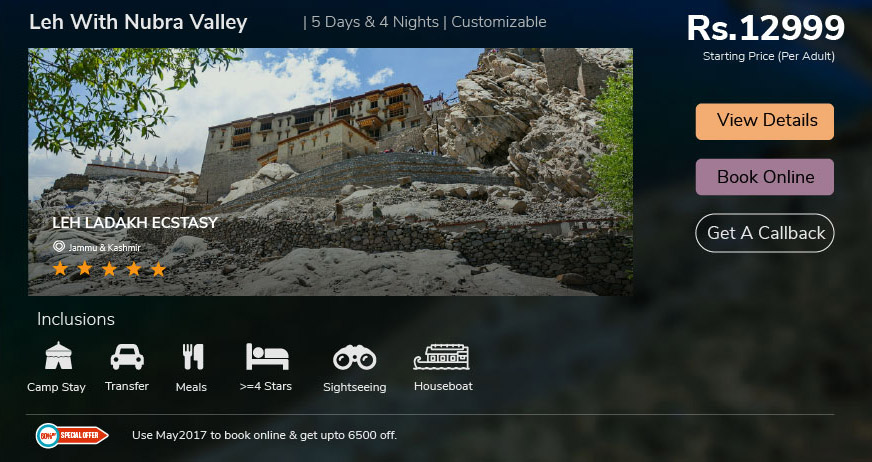 Leh With Nubra Valley | 5 Days & 4 Nights | Customizable
Rs.12999
Starting Price (Per Adult)
View Details
Book Online
Get A Callback
LEH LADAKH ECSTASY
Jammu & Kashmir
Inclusions
Camp Stay Transfer Meals >=4 Stars Sightseeing Houseboat
SPECIAL OFFER
Use May2017 to book online & get upto 6500 off.